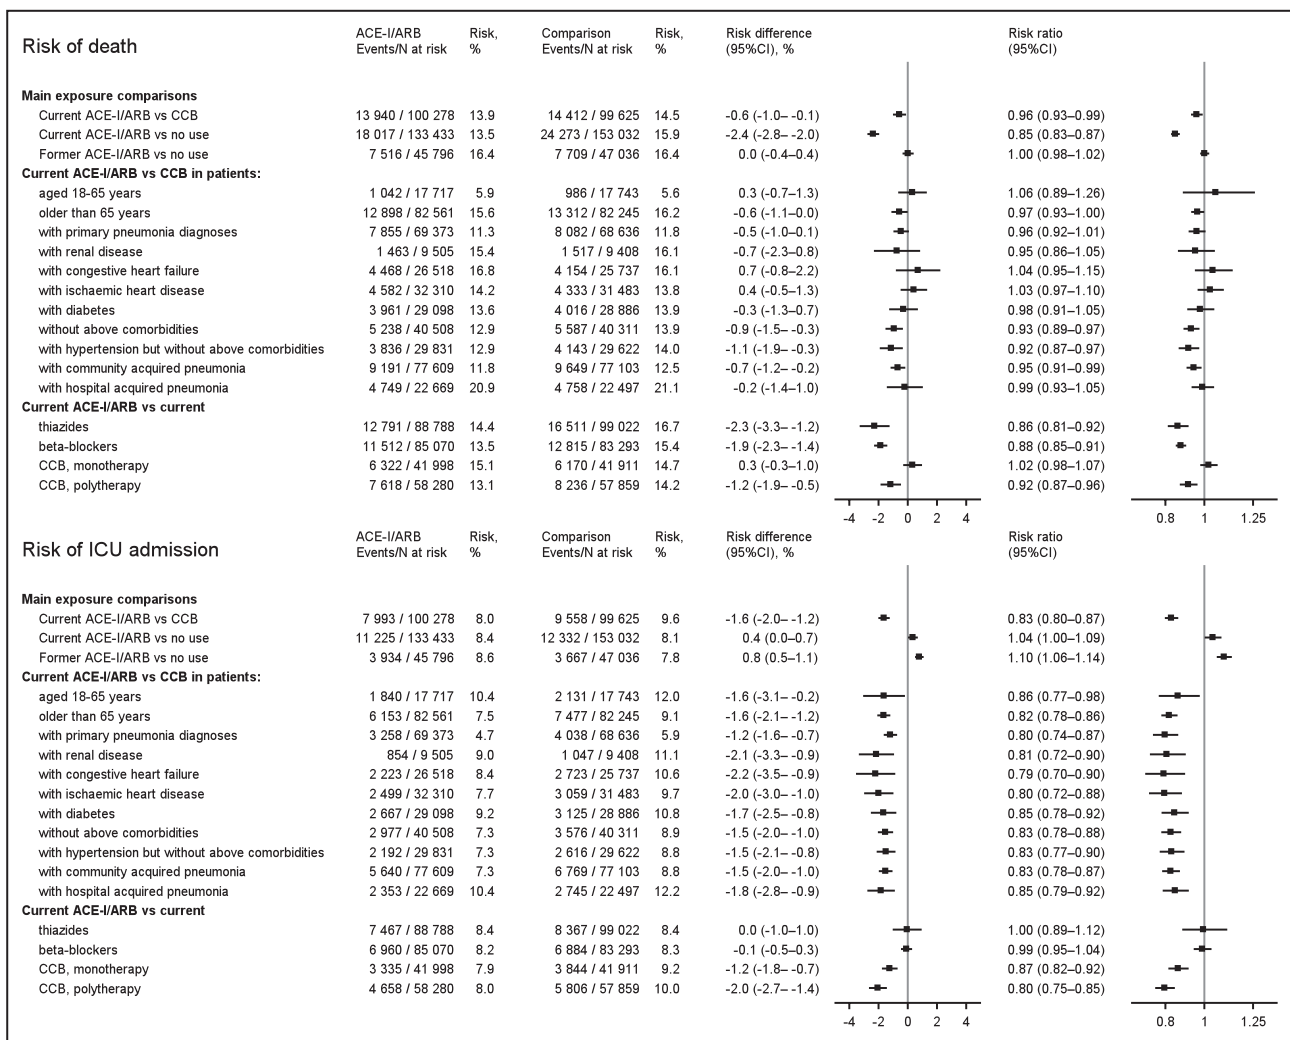 Risk of death
ACE-I/ARB Risk, Comparison Risk, Risk difference Risk ratio
Events/N at risk % Events/N at risk % (95%CI), % (95%CI)
Main exposure comparisons
Current ACE-I/ARB vs CCB 13 940 / 100 278 13.9 14 412 / 99 625 14.5 -0.6 (-1.0– -0.1) 0.96 (0.93–0.99)
Current ACE-I/ARB vs no use 18 017 / 133 433 13.5 24 273 / 153 032 15.9 -2.4 (-2.8– -2.0) 0.85 (0.83–0.87)
Former ACE-I/ARB vs no use 7 516 / 45 796 16.4 7 709 / 47 036 16.4 0.0 (-0.4–0.4) 1.00 (0.98–1.02)
Current ACE-I/ARB vs CCB in patients:
aged 18-65 years 1 042 / 17 717 5.9 986 / 17 743 5.6 0.3 (-0.7–1.3) 1.06 (0.89–1.26)
older than 65 years 12 898 / 82 561 15.6 13 312 / 82 245 16.2 -0.6 (-1.1–0.0) 0.97 (0.93–1.00)
with primary pneumonia diagnoses 7 855 / 69 373 11.3 8 082 / 68 636 11.8 -0.5 (-1.0–0.1) 0.96 (0.92–1.01)
with renal disease 1 463 / 9 505 15.4 1 517 / 9 408 16.1 -0.7 (-2.3–0.8) 0.95 (0.86–1.05)
with congestive heart failure 4 468 / 26 518 16.8 4 154 / 25 737 16.1 0.7 (-0.8–2.2) 1.04 (0.95–1.15)
with ischaemic heart disease 4 582 / 32 310 14.2 4 333 / 31 483 13.8 0.4 (-0.5–1.3) 1.03 (0.97–1.10)
with diabetes 3 961 / 29 098 13.6 4 016 / 28 886 13.9 -0.3 (-1.3–0.7) 0.98 (0.91–1.05)
without above comorbidities 5 238 / 40 508 12.9 5 587 / 40 311 13.9 -0.9 (-1.5– -0.3) 0.93 (0.89–0.97)
with hypertension but without above comorbidities 3 836 / 29 831 12.9 4 143 / 29 622 14.0 -1.1 (-1.9– -0.3) 0.92 (0.87–0.97)
with community acquired pneumonia 9 191 / 77 609 11.8 9 649 / 77 103 12.5 -0.7 (-1.2– -0.2) 0.95 (0.91–0.99)
with hospital acquired pneumonia 4 749 / 22 669 20.9 4 758 / 22 497 21.1 -0.2 (-1.4–1.0) 0.99 (0.93–1.05)
Current ACE-I/ARB vs current
thiazides 12 791 / 88 788 14.4 16 511 / 99 022 16.7 -2.3 (-3.3– -1.2) 0.86 (0.81–0.92)
beta-blockers 11 512 / 85 070 13.5 12 815 / 83 293 15.4 -1.9 (-2.3– -1.4) 0.88 (0.85–0.91)
CCB, monotherapy 6 322 / 41 998 15.1 6 170 / 41 911 14.7 0.3 (-0.3–1.0) 1.02 (0.98–1.07)
CCB, polytherapy 7 618 / 58 280 13.1 8 236 / 57 859 14.2 -1.2 (-1.9– -0.5) 0.92 (0.87–0.96)
-4 -2 0 2 4 0.8 1 1.25
Risk of ICU admission
ACE-I/ARB Risk, Comparison Risk, Risk difference Risk ratio
Events/N at risk % Events/N at risk % (95%CI), % (95%CI)
Main exposure comparisons
Current ACE-I/ARB vs CCB 7 993 / 100 278 8.0 9 558 / 99 625 9.6 -1.6 (-2.0– -1.2) 0.83 (0.80–0.87)
Current ACE-I/ARB vs no use 11 225 / 133 433 8.4 12 332 / 153 032 8.1 0.4 (0.0–0.7) 1.04 (1.00–1.09)
Former ACE-I/ARB vs no use 3 934 / 45 796 8.6 3 667 / 47 036 7.8 0.8 (0.5–1.1) 1.10 (1.06–1.14)
Current ACE-I/ARB vs CCB in patients:
aged 18-65 years 1 840 / 17 717 10.4 2 131 / 17 743 12.0 -1.6 (-3.1– -0.2) 0.86 (0.77–0.98)
older than 65 years 6 153 / 82 561 7.5 7 477 / 82 245 9.1 -1.6 (-2.1– -1.2) 0.82 (0.78–0.86)
with primary pneumonia diagnoses 3 258 / 69 373 4.7 4 038 / 68 636 5.9 -1.2 (-1.6– -0.7) 0.80 (0.74–0.87)
with renal disease 854 / 9 505 9.0 1 047 / 9 408 11.1 -2.1 (-3.3– -0.9) 0.81 (0.72–0.90)
with congestive heart failure 2 223 / 26 518 8.4 2 723 / 25 737 10.6 -2.2 (-3.5– -0.9) 0.79 (0.70–0.90)
with ischaemic heart disease 2 499 / 32 310 7.7 3 059 / 31 483 9.7 -2.0 (-3.0– -1.0) 0.80 (0.72–0.88)
with diabetes 2 667 / 29 098 9.2 3 125 / 28 886 10.8 -1.7 (-2.5– -0.8) 0.85 (0.78–0.92)
without above comorbidities 2 977 / 40 508 7.3 3 576 / 40 311 8.9 -1.5 (-2.0– -1.0) 0.83 (0.78–0.88)
with hypertension but without above comorbidities 2 192 / 29 831 7.3 2 616 / 29 622 8.8 -1.5 (-2.1– -0.8) 0.83 (0.77–0.90)
with community acquired pneumonia 5 640 / 77 609 7.3 6 769 / 77 103 8.8 -1.5 (-2.0– -1.0) 0.83 (0.78–0.87)
with hospital acquired pneumonia 2 353 / 22 669 10.4 2 745 / 22 497 12.2 -1.8 (-2.8– -0.9) 0.85 (0.79–0.92)
Current ACE-I/ARB vs current
thiazides 7 467 / 88 788 8.4 8 367 / 99 022 8.4 0.0 (-1.0–1.0) 1.00 (0.89–1.12)
beta-blockers 6 960 / 85 070 8.2 6 884 / 83 293 8.3 -0.1 (-0.5–0.3) 0.99 (0.95–1.04)
CCB, monotherapy 3 335 / 41 998 7.9 3 844 / 41 911 9.2 -1.2 (-1.8– -0.7) 0.87 (0.82–0.92)
CCB, polytherapy 4 658 / 58 280 8.0 5 806 / 57 859 10.0 -2.0 (-2.7– -1.4) 0.80 (0.75–0.85)
-4 -2 0 2 4 0.8 1 1.25